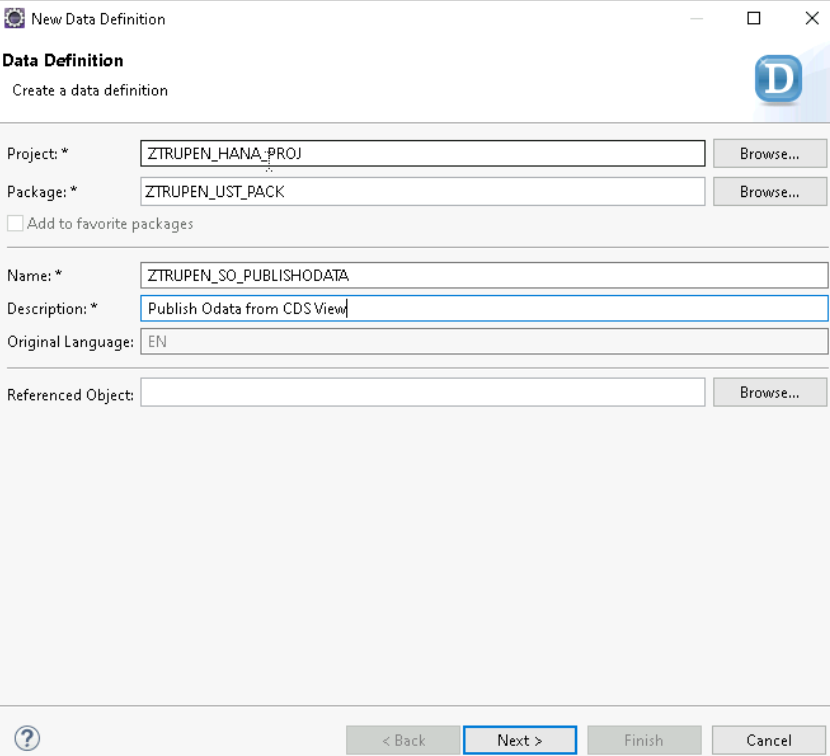 New Data Definition
Data Definition
Create a data definition
D
Project: * ZTRUPEN_HANA_PROJ Browse...
Package: * ZTRUPEN_UST_PACK Browse...
Add to favorite packages
Name: * ZTRUPEN_SO_PUBLISHODATA
Description: * Publish Odata from CDS View
Original Language: EN
Referenced Object: Browse...
? < Back Next > Finish Cancel